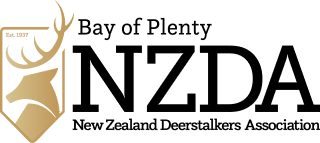 Est. 1937
Bay of Plenty
NZDA
New Zealand Deerstalkers Association